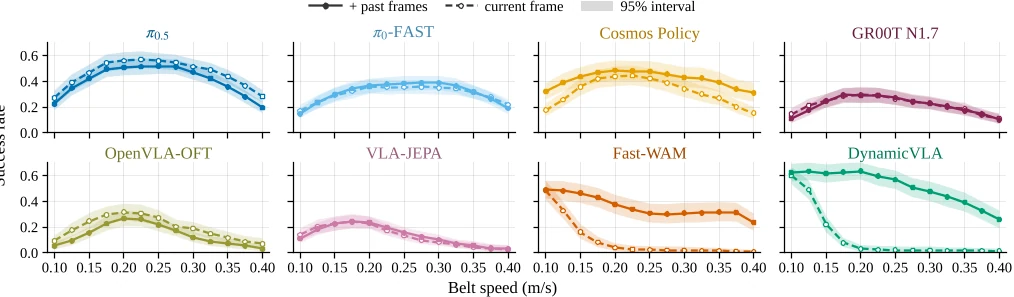 + past frames current frame 95% interval
π0.5 π0-FAST Cosmos Policy GR00T N1.7
0.6
0.4
0.2
0.0
OpenVLA-OFT VLA-JEPA Fast-WAM DynamicVLA
0.6
0.4
0.2
0.0
0.10 0.15 0.20 0.25 0.30 0.35 0.40 0.10 0.15 0.20 0.25 0.30 0.35 0.40 0.10 0.15 0.20 0.25 0.30 0.35 0.40 0.10 0.15 0.20 0.25 0.30 0.35 0.40
Belt speed (m/s)